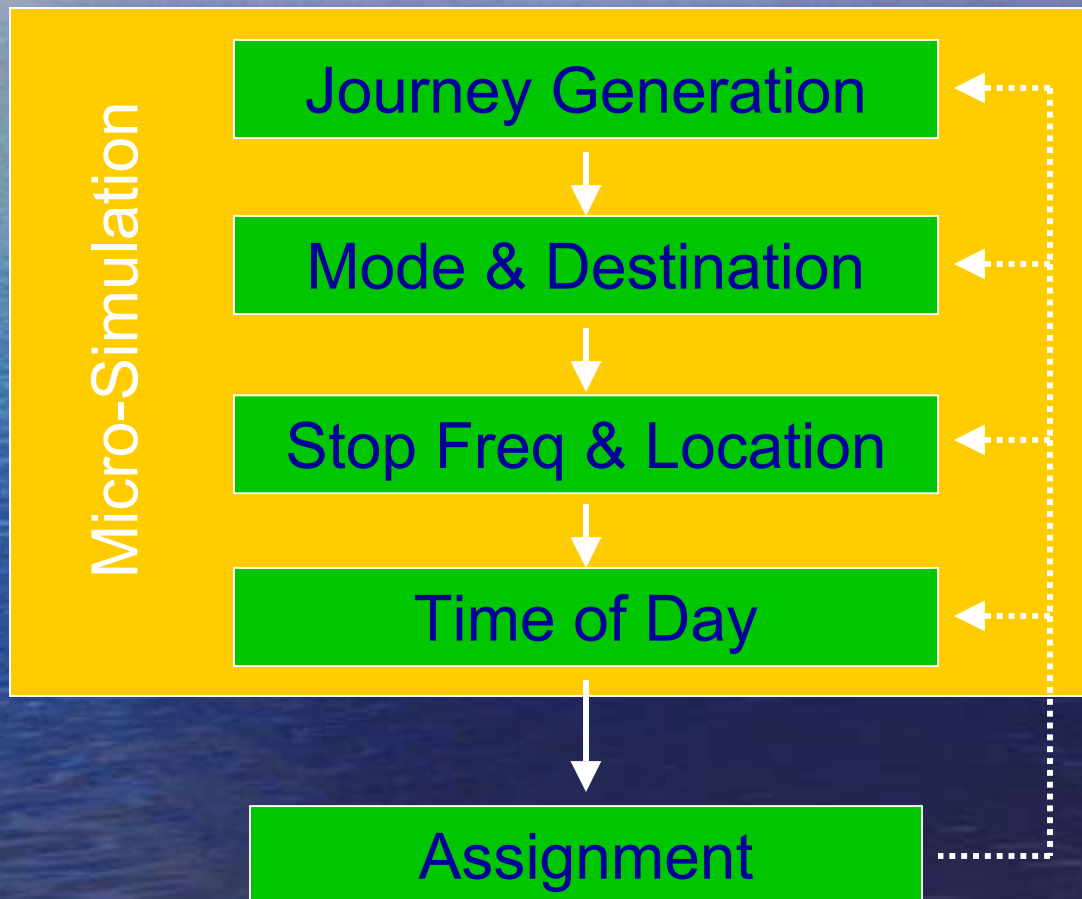 Micro-Simulation
Journey Generation
Mode & Destination
Stop Freq & Location
Time of Day
Assignment